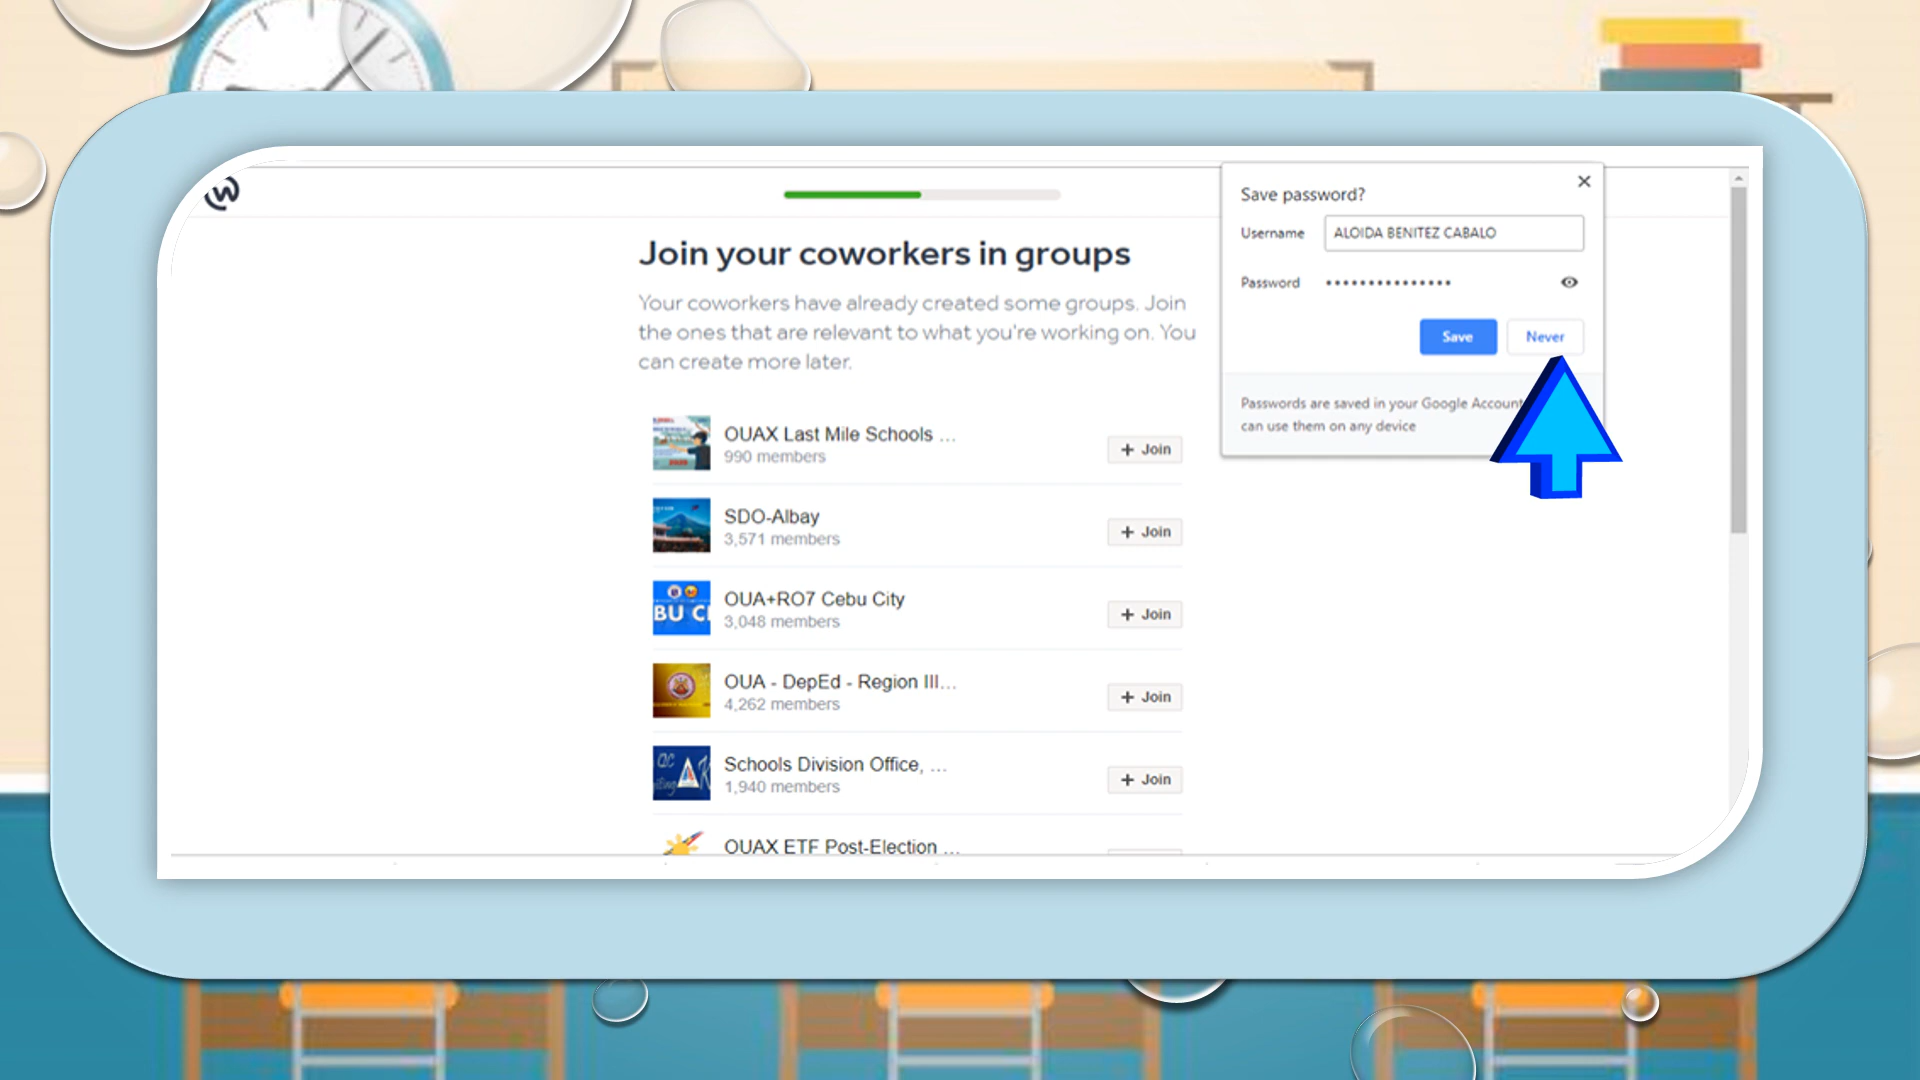 Join your coworkers in groups
Your coworkers have already created some groups. Join
the ones that are relevant to what you're working on. You
can create more later.
OUAX Last Mile Schools ...
990 members
+ Join
SDO-Albay
3,571 members
+ Join
OUA+RO7 Cebu City
3,048 members
+ Join
OUA - DepEd - Region III...
4,262 members
+ Join
Schools Division Office, ...
1,940 members
+ Join
OUAX ETF Post-Election ...
Save password?
Username ALOIDA BENITEZ CABALO
Password •••••••••••••••
Save Never
Passwords are saved in your Google Account
can use them on any device
BU C
QC